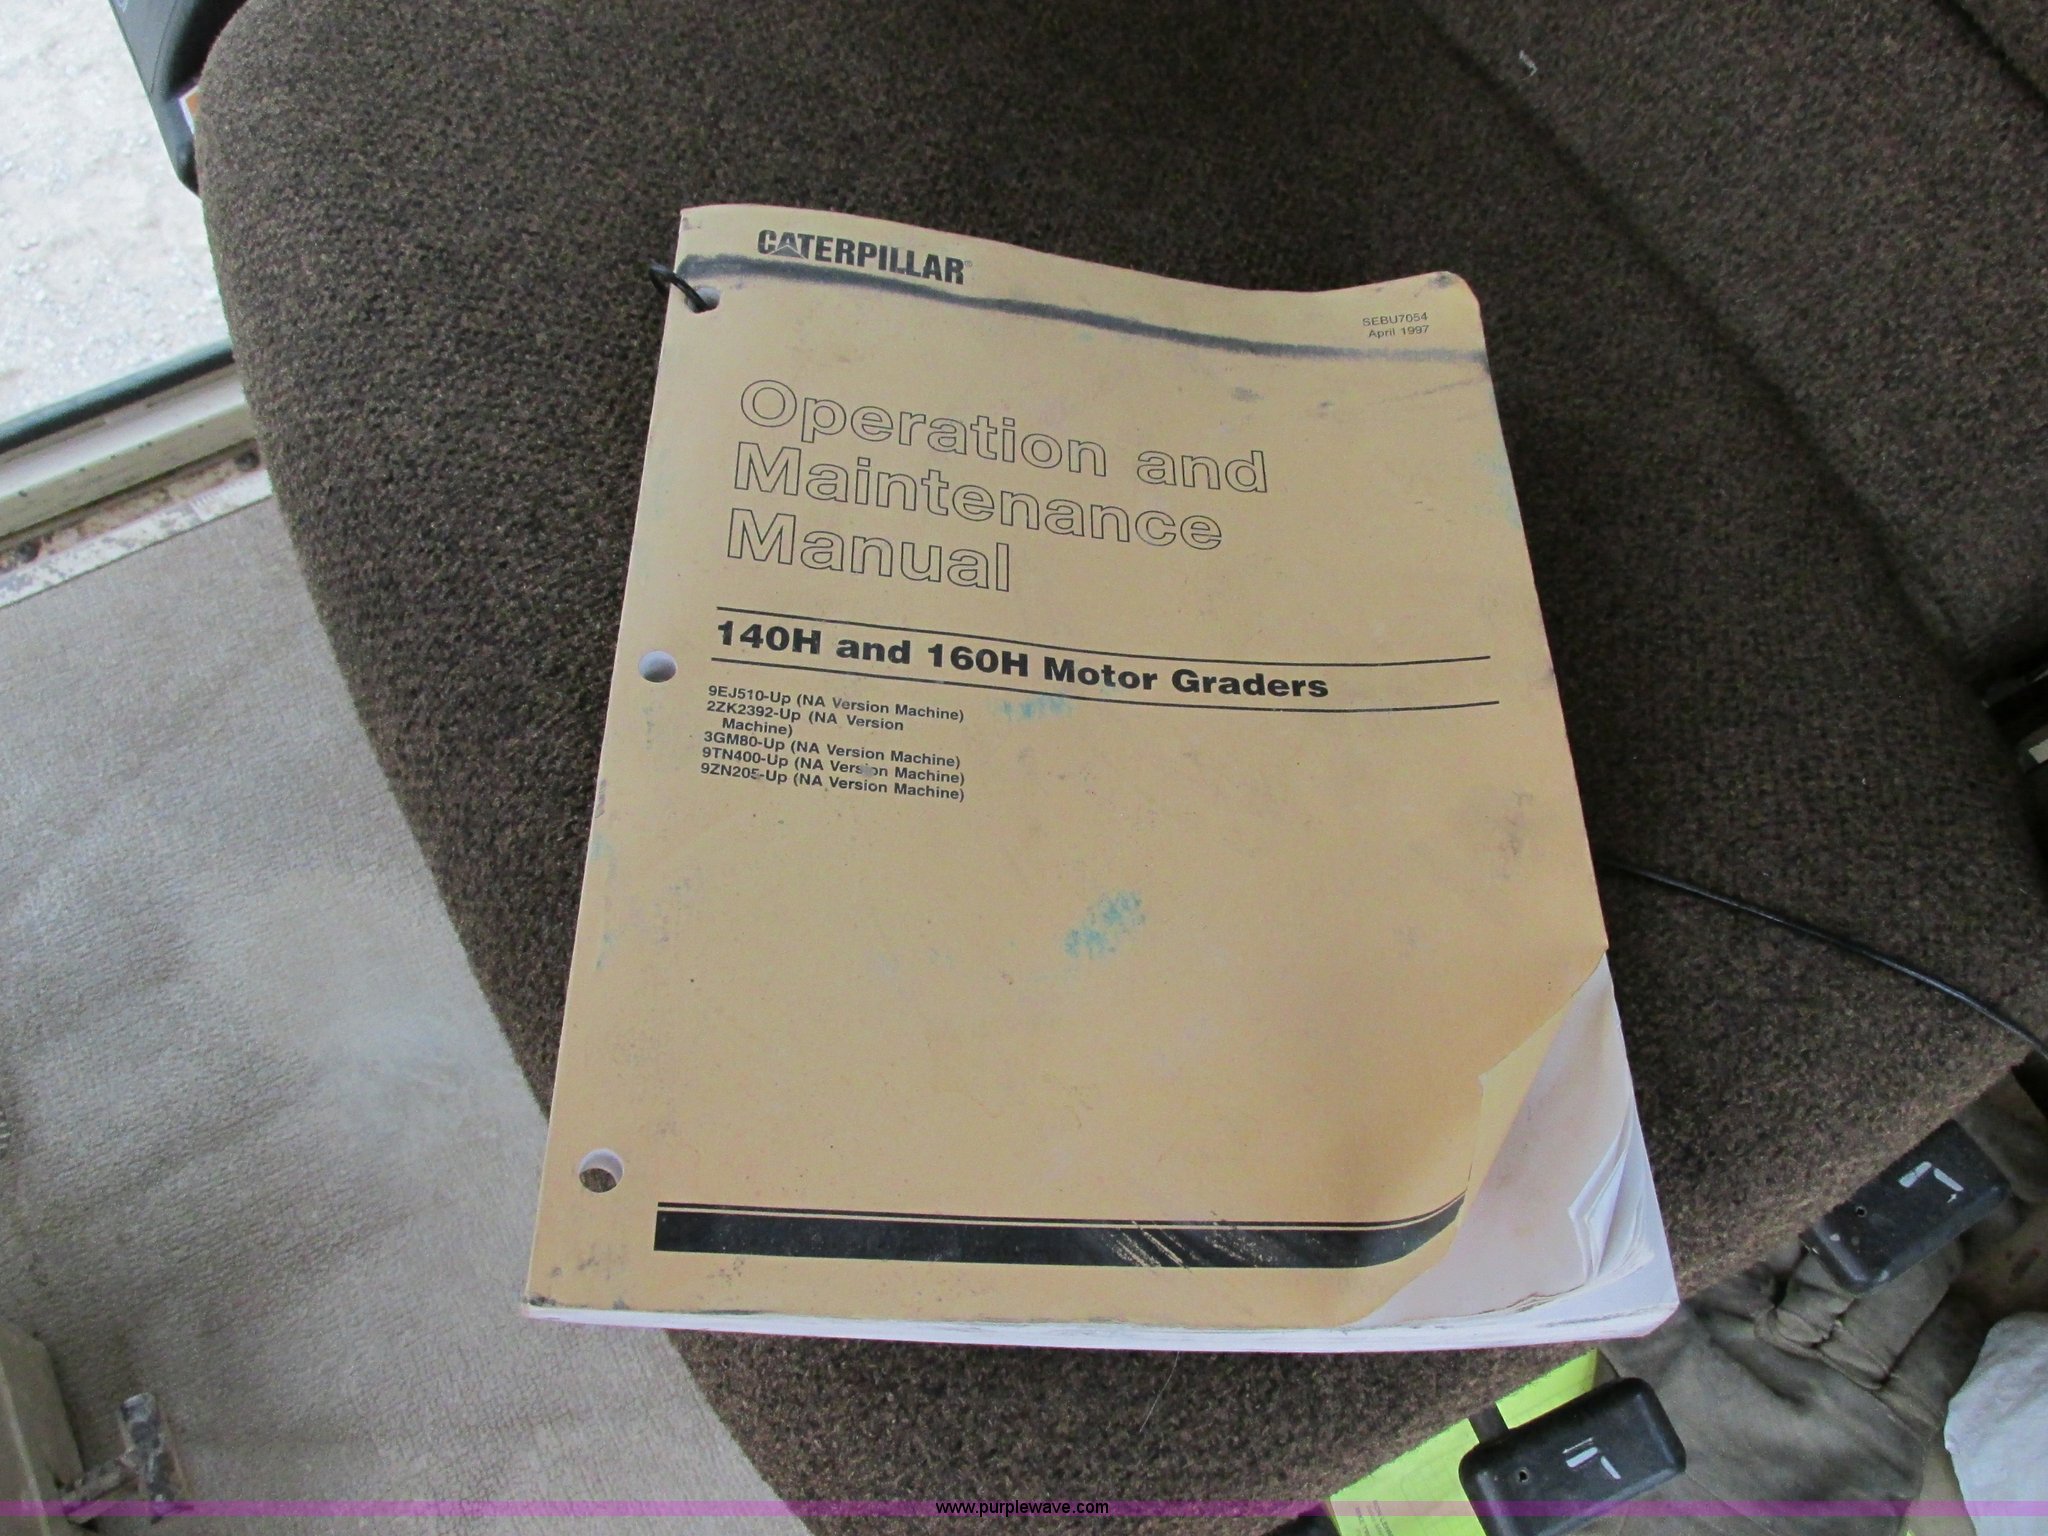 CATERPILLAR®
SEBU7054
April 1997
Operation and
Maintenance
Manual
140H and 160H Motor Graders
9EJ510-Up (NA Version Machine)
2ZK2392-Up (NA Version
Machine)
3GM80-Up (NA Version Machine)
9TN400-Up (NA Version Machine)
9ZN205-Up (NA Version Machine)
www.purplewave.com